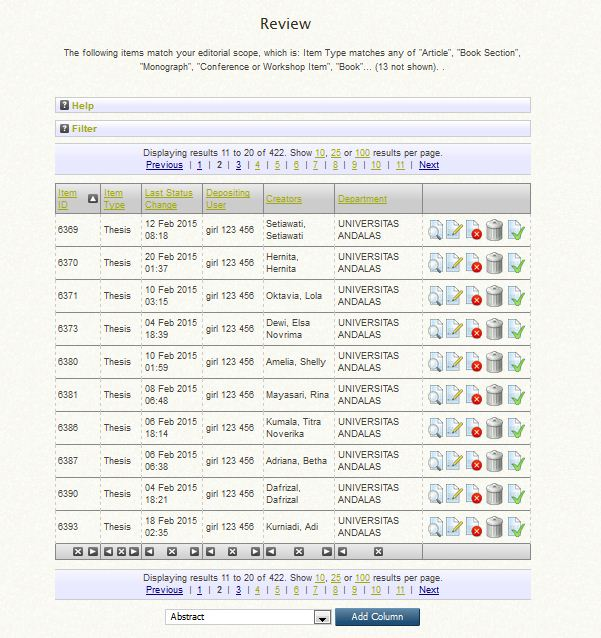 Review
The following items match your editorial scope, which is: Item Type matches any of "Article", "Book Section",
"Monograph", "Conference or Workshop Item", "Book"... (13 not shown). .
? Help
? Filter
Displaying results 11 to 20 of 422. Show 10, 25 or 100 results per page.
Previous | 1 | 2 | 3 | 4 | 5 | 6 | 7 | 8 | 9 | 10 | 11 | Next
Item ID Item Type Last Status Change Depositing User Creators Department
6369 Thesis 12 Feb 2015 08:18 girl 123 456 Setiawati, Setiawati UNIVERSITAS ANDALAS
6370 Thesis 20 Feb 2015 01:37 girl 123 456 Hernita, Hernita UNIVERSITAS ANDALAS
6371 Thesis 10 Feb 2015 03:15 girl 123 456 Oktavia, Lola UNIVERSITAS ANDALAS
6373 Thesis 04 Feb 2015 18:39 girl 123 456 Dewi, Elsa Novrima UNIVERSITAS ANDALAS
6380 Thesis 10 Feb 2015 01:59 girl 123 456 Amelia, Shelly UNIVERSITAS ANDALAS
6381 Thesis 08 Feb 2015 06:48 girl 123 456 Mayasari, Rina UNIVERSITAS ANDALAS
6386 Thesis 06 Feb 2015 18:14 girl 123 456 Kumala, Titra Noverika UNIVERSITAS ANDALAS
6387 Thesis 06 Feb 2015 06:38 girl 123 456 Adriana, Betha UNIVERSITAS ANDALAS
6390 Thesis 04 Feb 2015 18:21 girl 123 456 Dafrizal, Dafrizal UNIVERSITAS ANDALAS
6393 Thesis 18 Feb 2015 02:35 girl 123 456 Kurniadi, Adi UNIVERSITAS ANDALAS
Displaying results 11 to 20 of 422. Show 10, 25 or 100 results per page.
Previous | 1 | 2 | 3 | 4 | 5 | 6 | 7 | 8 | 9 | 10 | 11 | Next
Abstract Add Column